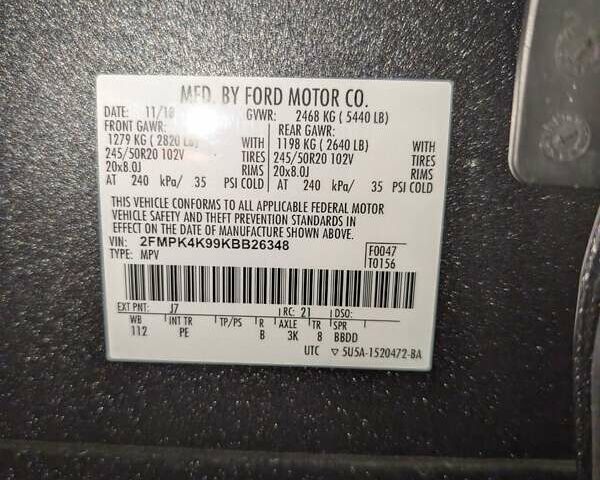 MFD. BY FORD MOTOR CO.
DATE: 11/18 GVWR: 2468 KG ( 5440 LB)
FRONT GAWR: REAR GAWR:
1279 KG ( 2820 LB) WITH 1198 KG ( 2640 LB) WITH
245/50R20 102V TIRES 245/50R20 102V TIRES
20x8.0J RIMS 20x8.0J RIMS
AT 240 kPa/ 35 PSI COLD AT 240 kPa/ 35 PSI COLD
THIS VEHICLE CONFORMS TO ALL APPLICABLE FEDERAL MOTOR
VEHICLE SAFETY AND THEFT PREVENTION STANDARDS IN
EFFECT ON THE DATE OF MANUFACTURE SHOWN ABOVE.
VIN: 2FMPK4K99KBB26348 F0047
TYPE: MPV T0156
EXT PNT: J7 RC: 21 DSO:
WB INT TR TP/PS R AXLE TR SPR
112 PE B 3K 8 BBDD
UTC ▽ 5U5A-1520472-BA